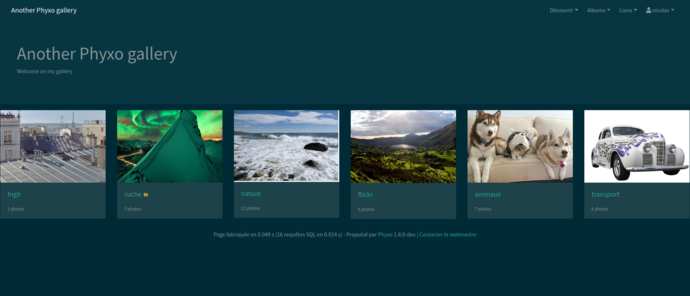 Another Phyxo gallery
Découvrir Albums Liens nicolas
Another Phyxo gallery
Welcome on my gallery
high
ruche
nature
flickr
animaux
transport
3 photos
7 photos
11 photos
6 photos
7 photos
6 photos
Page fabriquée en 0.049 s (16 requêtes SQL en 0.014 s) - Propulsé par Phyxo 1.8.0-dev | Contacter le webmestre